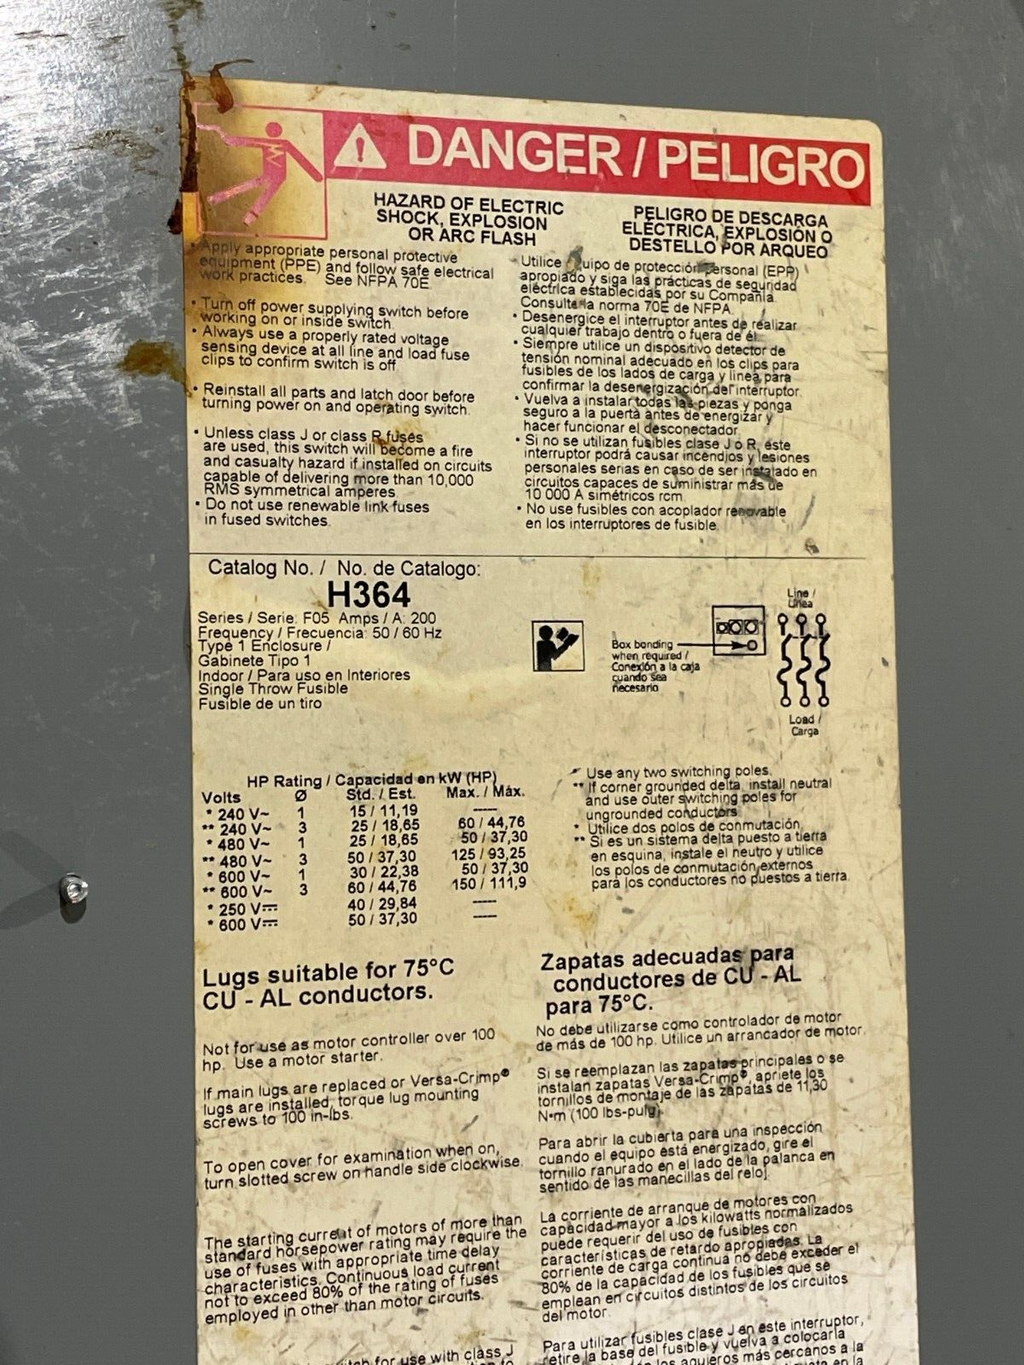 DANGER / PELIGRO
HAZARD OF ELECTRIC
SHOCK, EXPLOSION
OR ARC FLASH
• Apply appropriate personal protective
equipment (PPE) and follow safe electrical
work practices. See NFPA 70E
• Turn off power supplying switch before
working on or inside switch.
• Always use a properly rated voltage
sensing device at all line and load fuse
clips to confirm switch is off
• Reinstall all parts and latch door before
turning power on and operating switch.
• Unless class J or class R fuses
are used, this switch will become a fire
and casualty hazard if installed on circuits
capable of delivering more than 10,000
RMS symmetrical amperes
• Do not use renewable link fuses
in fused switches.
PELIGRO DE DESCARGA
ELÉCTRICA, EXPLOSIÓN O
DESTELLO POR ARQUEO
Utilice equipo de protección personal (EPP)
apropiado y siga las prácticas de seguridad
eléctrica establecidas por su Compañía
Consulte la norma 70E de NFPA.
• Desenergice el interruptor antes de realizar
cualquier trabajo dentro o fuera de él
• Siempre utilice un dispositivo detector de
tensión nominal adecuado en los clips para
fusibles de los lados de carga y línea para
confirmar la desenergización del interruptor.
• Vuelva a instalar todas las piezas y ponga
seguro a la puerta antes de energizar y
hacer funcionar el desconectador.
• Si no se utilizan fusibles clase J o R, éste
interruptor podrá causar incendios y lesiones
personales serias en caso de ser instalado en
circuitos capaces de suministrar más de
10 000 A simétricos rcm
• No use fusibles con acoplador renovable
en los interruptores de fusible.
Catalog No. / No. de Catalogo:
H364
Series / Serie: F05 Amps / A: 200
Frequency / Frecuencia: 50 / 60 Hz
Type 1 Enclosure /
Gabinete Tipo 1
Indoor / Para uso en Interiores
Single Throw Fusible
Fusible de un tiro
Box bonding
when required /
Conexión a la caja
cuando sea
necesario
Line /
Línea
Load /
Carga
HP Rating / Capacidad en kW (HP)
Volts Ø Std. / Est. Max. / Máx.
* 240 V~ 1 15 / 11,19 -----
** 240 V~ 3 25 / 18,65 60 / 44,76
* 480 V~ 1 25 / 18,65 50 / 37,30
** 480 V~ 3 50 / 37,30 125 / 93,25
* 600 V~ 1 30 / 22,38 50 / 37,30
** 600 V~ 3 60 / 44,76 150 / 111,9
* 250 V⎓ 40 / 29,84 -----
* 600 V⎓ 50 / 37,30 -----
* Use any two switching poles.
** If corner grounded delta, install neutral
and use outer switching poles for
ungrounded conductors
* Utilice dos polos de conmutación.
** Si es un sistema delta puesto a tierra
en esquina, instale el neutro y utilice
los polos de conmutación externos
para los conductores no puestos a tierra.
Lugs suitable for 75°C
CU - AL conductors.
Not for use as motor controller over 100
hp. Use a motor starter.
If main lugs are replaced or Versa-Crimp®
lugs are installed, torque lug mounting
screws to 100 in-lbs.
To open cover for examination when on,
turn slotted screw on handle side clockwise.
The starting current of motors of more than
standard horsepower rating may require the
use of fuses with appropriate time delay
characteristics. Continuous load current
not to exceed 80% of the rating of fuses
employed in other than motor circuits.
for use with class J
Zapatas adecuadas para
conductores de CU - AL
para 75°C.
No debe utilizarse como controlador de motor
de más de 100 hp. Utilice un arrancador de motor.
Si se reemplazan las zapatas principales o se
instalan zapatas Versa-Crimp®, apriete los
tornillos de montaje de las zapatas de 11,30
N•m (100 lbs-pulg).
Para abrir la cubierta para una inspección
cuando el equipo está energizado, gire el
tornillo ranurado en el lado de la palanca en
sentido de las manecillas del reloj
La corriente de arranque de motores con
capacidad mayor a los kilowatts normalizados
puede requerir del uso de fusibles con
características de retardo apropiadas. La
corriente de carga continua no debe exceder el
80% de la capacidad de los fusibles que se
emplean en circuitos distintos de los circuitos
del motor.
Para utilizar fusibles clase J en este interruptor,
retire la base del fusible y vuelva a colocarla
los agujeros más cercanos a la